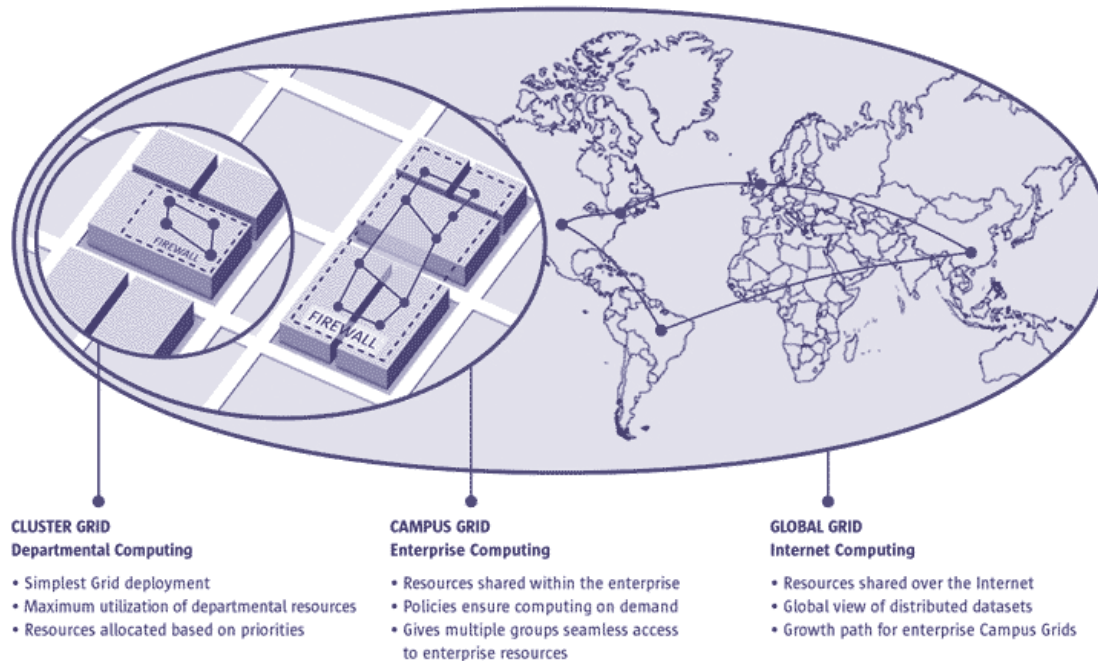 FIREWALL
FIREWALL
CLUSTER GRID
Departmental Computing
• Simplest Grid deployment
• Maximum utilization of departmental resources
• Resources allocated based on priorities
CAMPUS GRID
Enterprise Computing
• Resources shared within the enterprise
• Policies ensure computing on demand
• Gives multiple groups seamless access
to enterprise resources
GLOBAL GRID
Internet Computing
• Resources shared over the Internet
• Global view of distributed datasets
• Growth path for enterprise Campus Grids